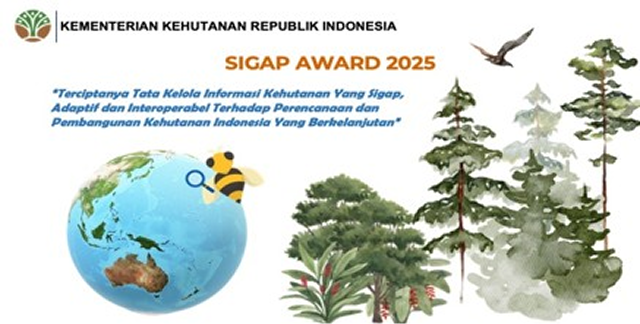 KEMENTERIAN KEHUTANAN REPUBLIK INDONESIA
SIGAP AWARD 2025
"Terciptanya Tata Kelola Informasi Kehutanan Yang Sigap,
Adaptif dan Interoperabel Terhadap Perencanaan dan
Pembangunan Kehutanan Indonesia Yang Berkelanjutan"